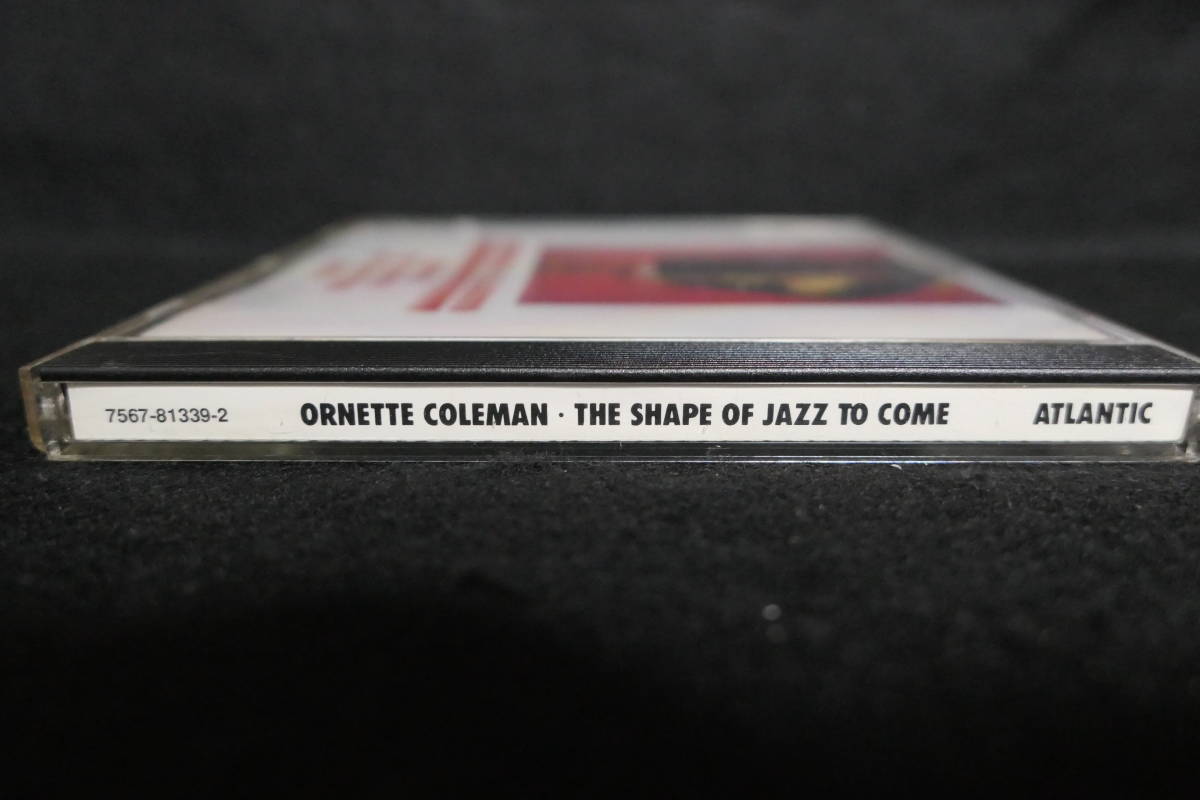 7567-81339-2 ORNETTE COLEMAN · THE SHAPE OF JAZZ TO COME ATLANTIC